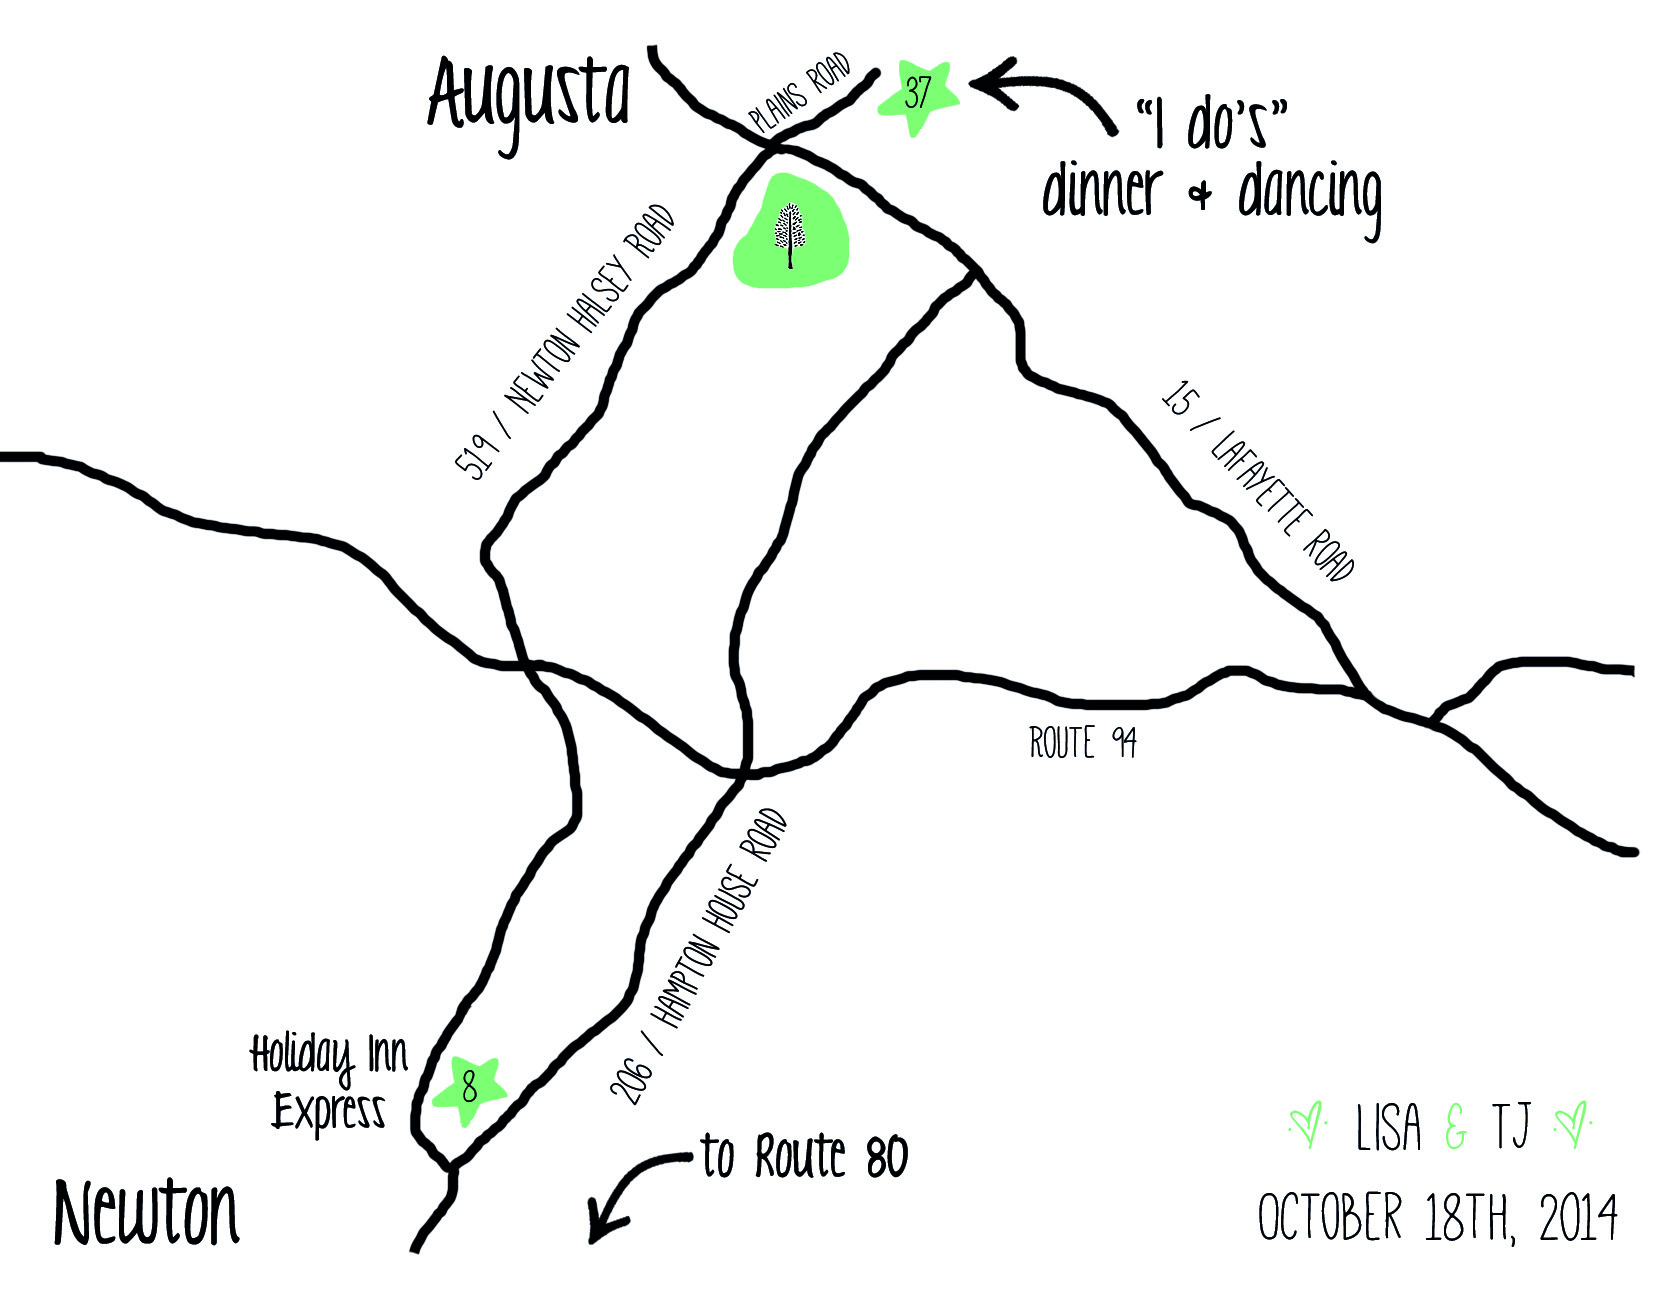 Augusta
PLAINS ROAD
37
"I do's"
dinner & dancing
519 / NEWTON HALSEY ROAD
15 / LAFAYETTE ROAD
ROUTE 94
206 / HAMPTON HOUSE ROAD
Holiday Inn
Express
8
to Route 80
Newton
LISA & TJ
OCTOBER 18TH, 2014